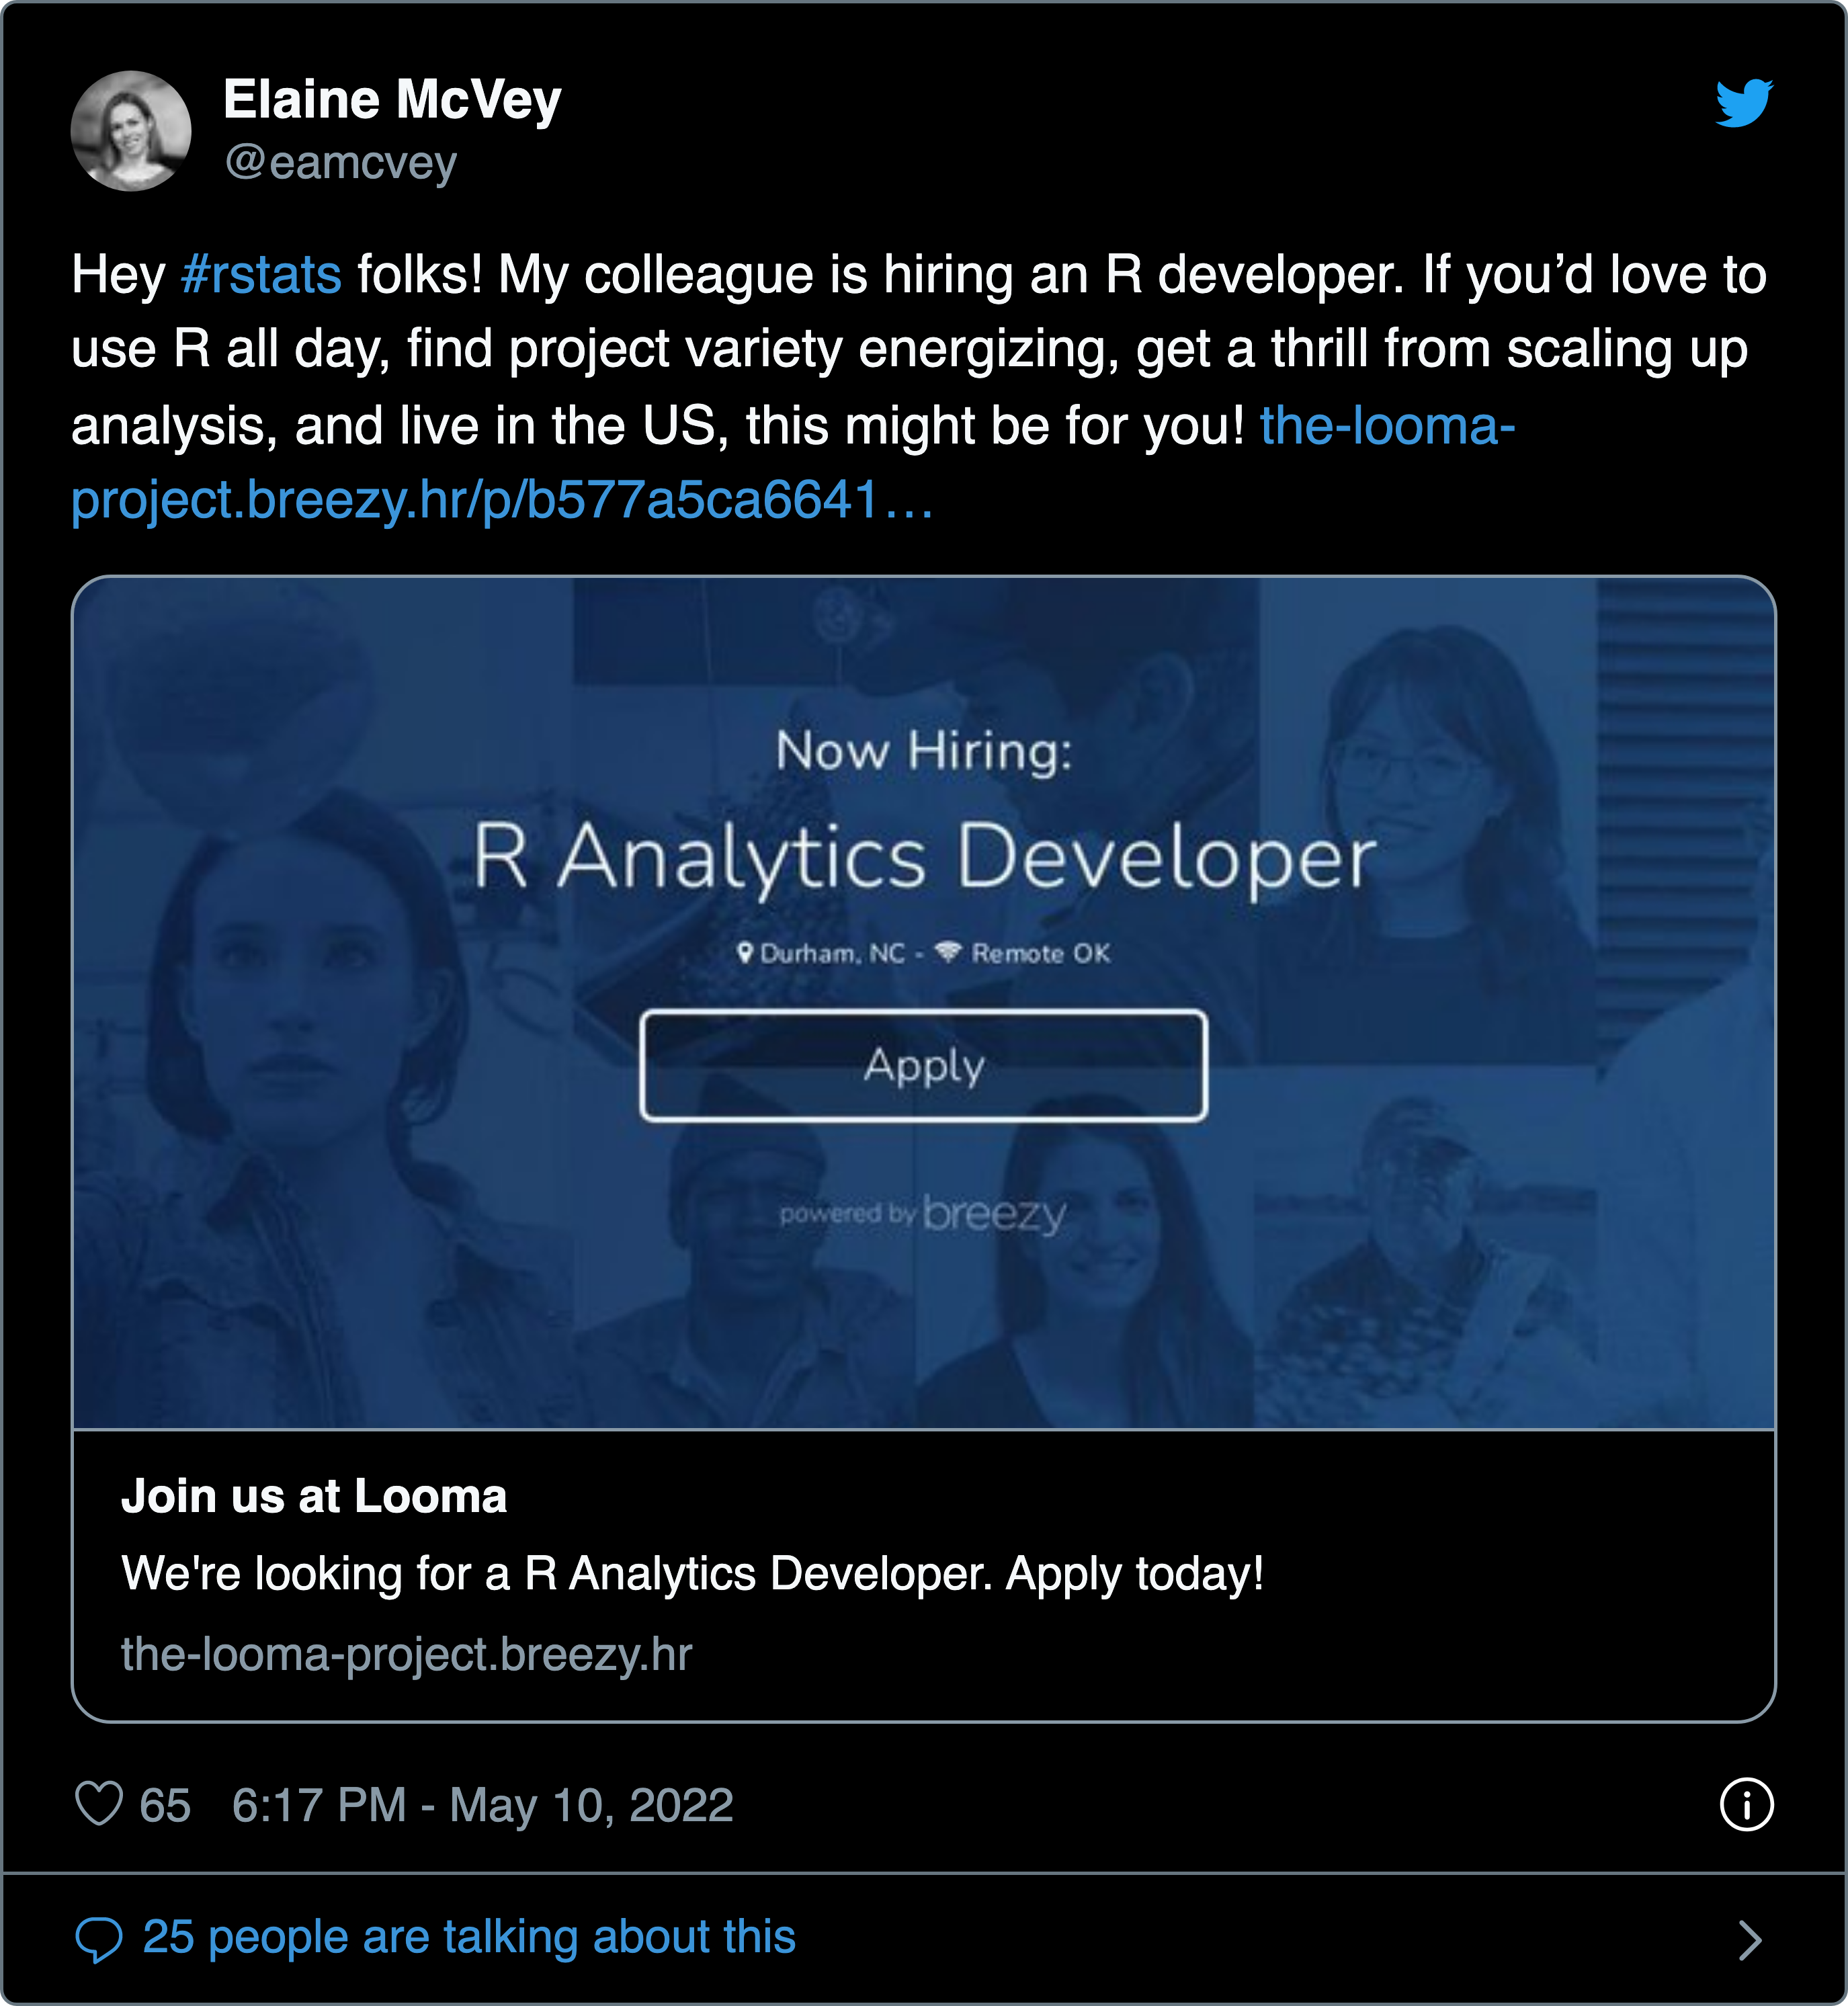 Elaine McVey
@eamcvey
Hey #rstats folks! My colleague is hiring an R developer. If you’d love to
use R all day, find project variety energizing, get a thrill from scaling up
analysis, and live in the US, this might be for you! the-looma-
project.breezy.hr/p/b577a5ca6641…
Now Hiring:
R Analytics Developer
Durham, NC - Remote OK
Apply
powered by breezy
Join us at Looma
We're looking for a R Analytics Developer. Apply today!
the-looma-project.breezy.hr
65 6:17 PM - May 10, 2022
25 people are talking about this